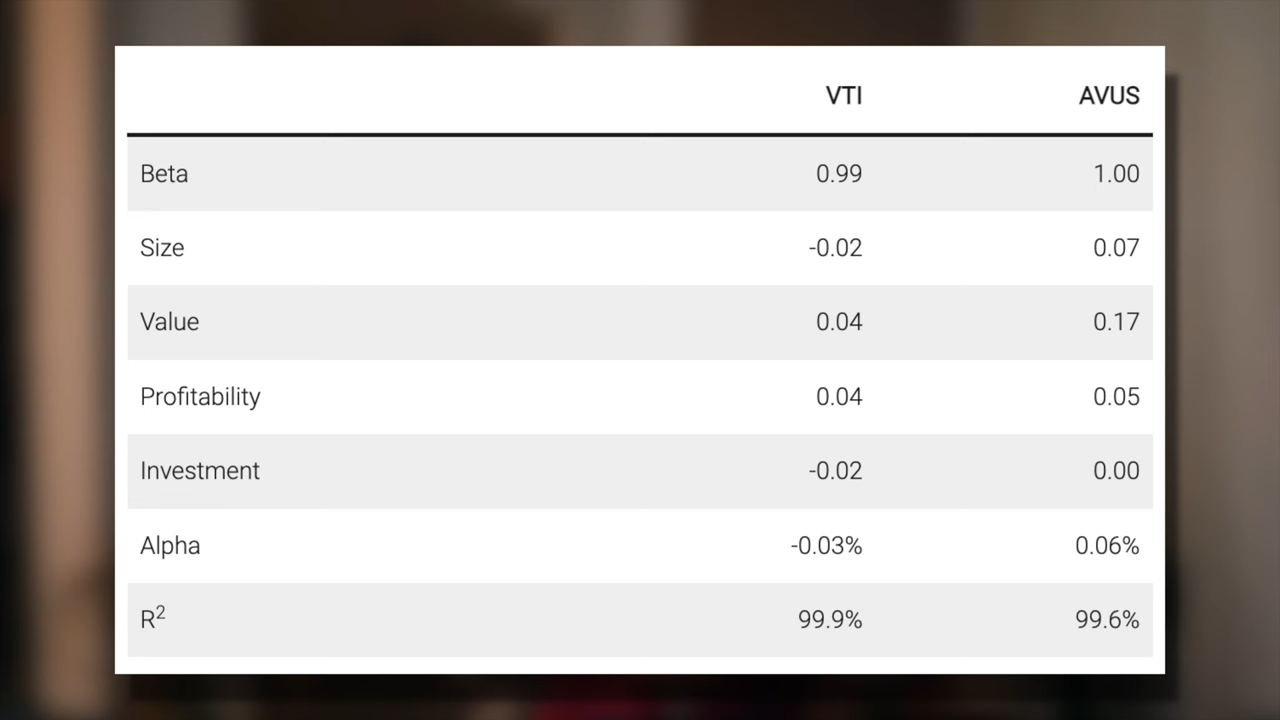 VTI AVUS
Beta 0.99 1.00
Size -0.02 0.07
Value 0.04 0.17
Profitability 0.04 0.05
Investment -0.02 0.00
Alpha -0.03% 0.06%
R² 99.9% 99.6%